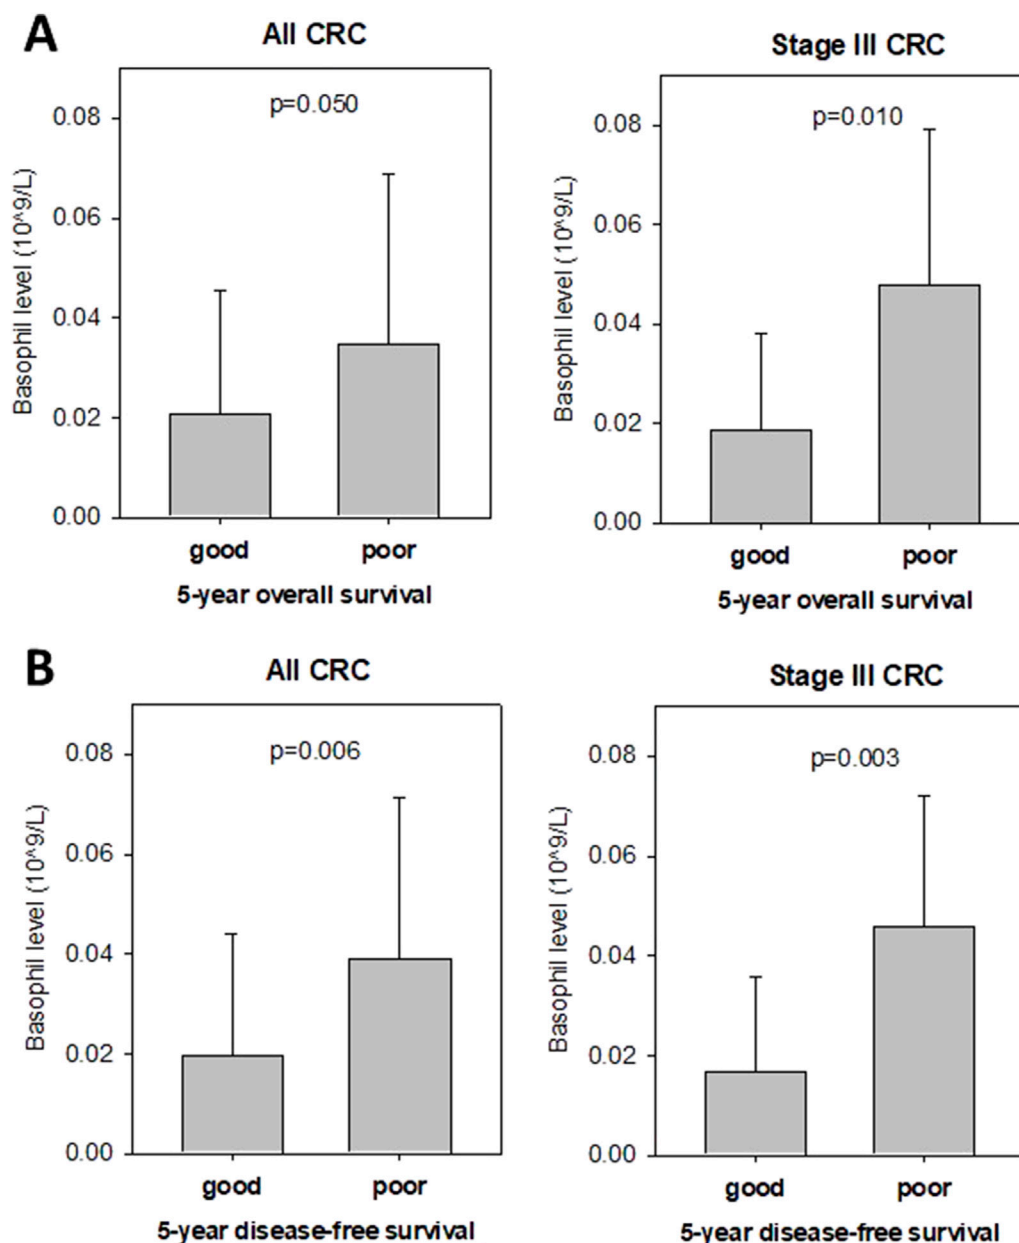 A
All CRC
p=0.050
Basophil level (10^9/L)
0.08
0.06
0.04
0.02
0.00
good poor
5-year overall survival
Stage III CRC
p=0.010
Basophil level (10^9/L)
0.08
0.06
0.04
0.02
0.00
good poor
5-year overall survival
B
All CRC
p=0.006
Basophil level (10^9/L)
0.08
0.06
0.04
0.02
0.00
good poor
5-year disease-free survival
Stage III CRC
p=0.003
Basophil level (10^9/L)
0.08
0.06
0.04
0.02
0.00
good poor
5-year disease-free survival